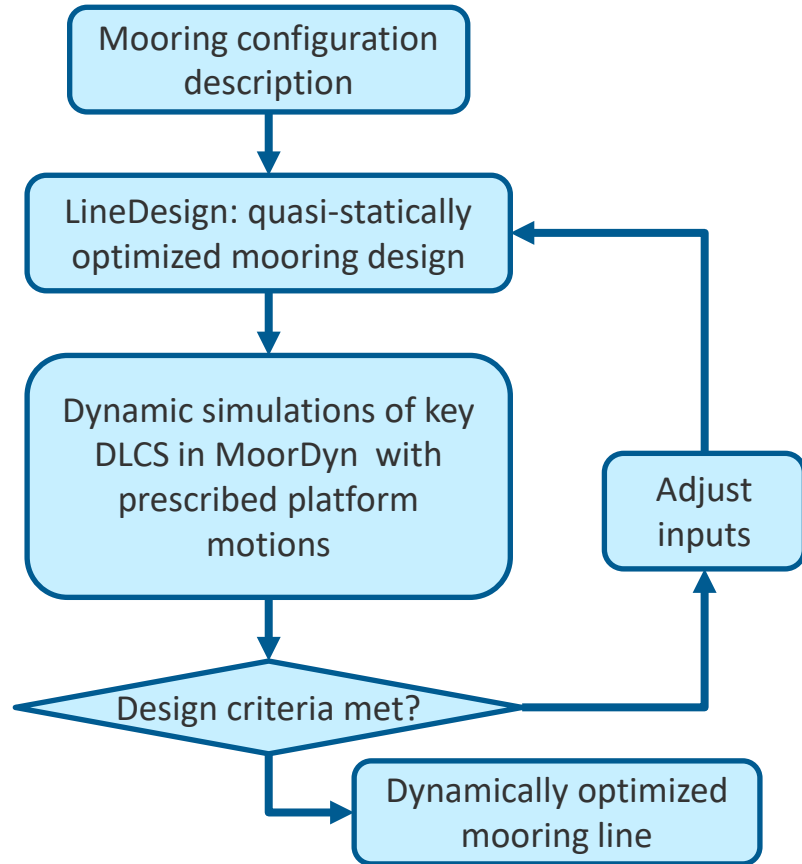 Mooring configuration
description
LineDesign: quasi-statically
optimized mooring design
Dynamic simulations of key
DLCS in MoorDyn with
prescribed platform
motions
Adjust
inputs
Design criteria met?
Dynamically optimized
mooring line